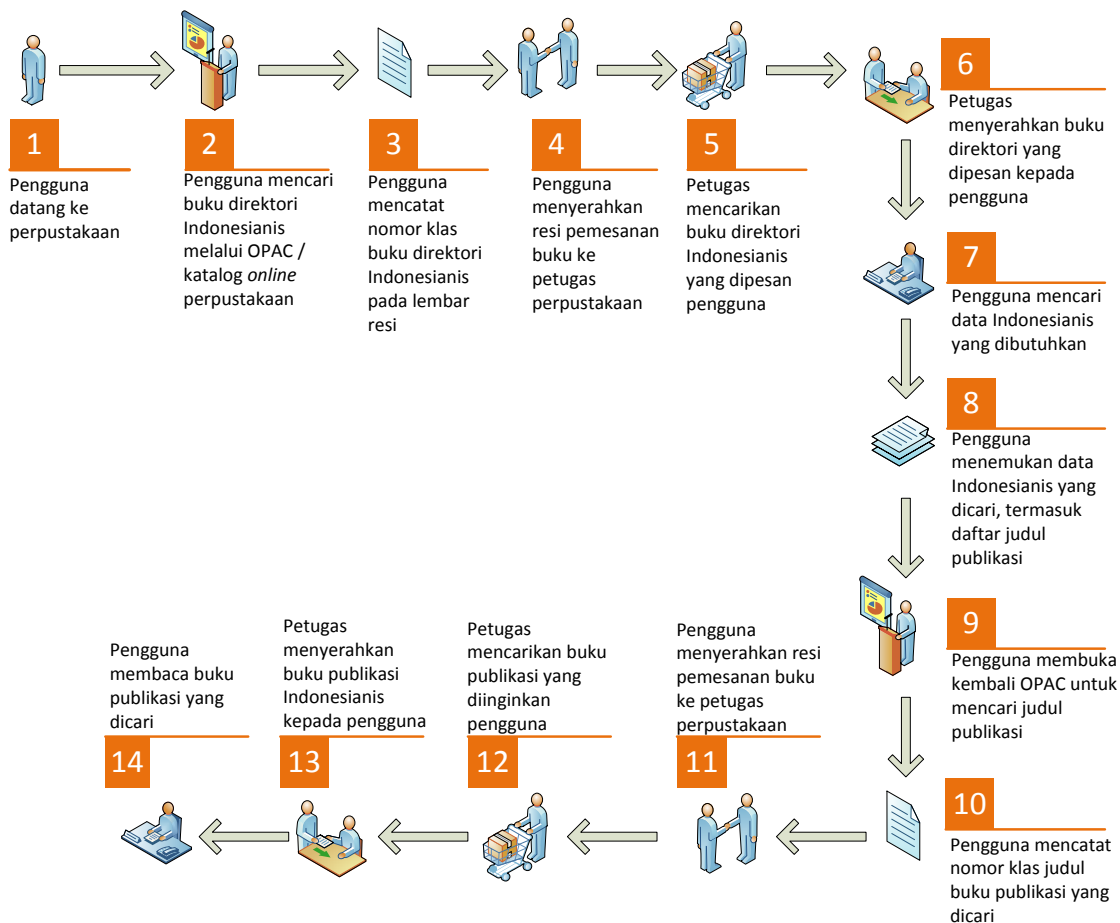 1
Pengguna
datang ke
perpustakaan
2
Pengguna mencari
buku direktori
Indonesianis
melalui OPAC /
katalog online
perpustakaan
3
Pengguna
mencatat
nomor klas
buku direktori
Indonesianis
pada lembar
resi
4
Pengguna
menyerahkan
resi pemesanan
buku ke
petugas
perpustakaan
5
Petugas
mencarikan
buku direktori
Indonesianis
yang dipesan
pengguna
6
Petugas
menyerahkan buku
direktori yang
dipesan kepada
pengguna
7
Pengguna mencari
data Indonesianis
yang dibutuhkan
8
Pengguna
menemukan data
Indonesianis yang
dicari, termasuk
daftar judul
publikasi
9
Pengguna membuka
kembali OPAC untuk
mencari judul
publikasi
10
Pengguna mencatat
nomor klas judul
buku publikasi yang
dicari
Pengguna
menyerahkan resi
pemesanan buku
ke petugas
perpustakaan
11
Petugas
mencarikan buku
publikasi yang
diinginkan
pengguna
12
Petugas
menyerahkan
buku publikasi
Indonesianis
kepada pengguna
13
Pengguna
membaca buku
publikasi yang
dicari
14